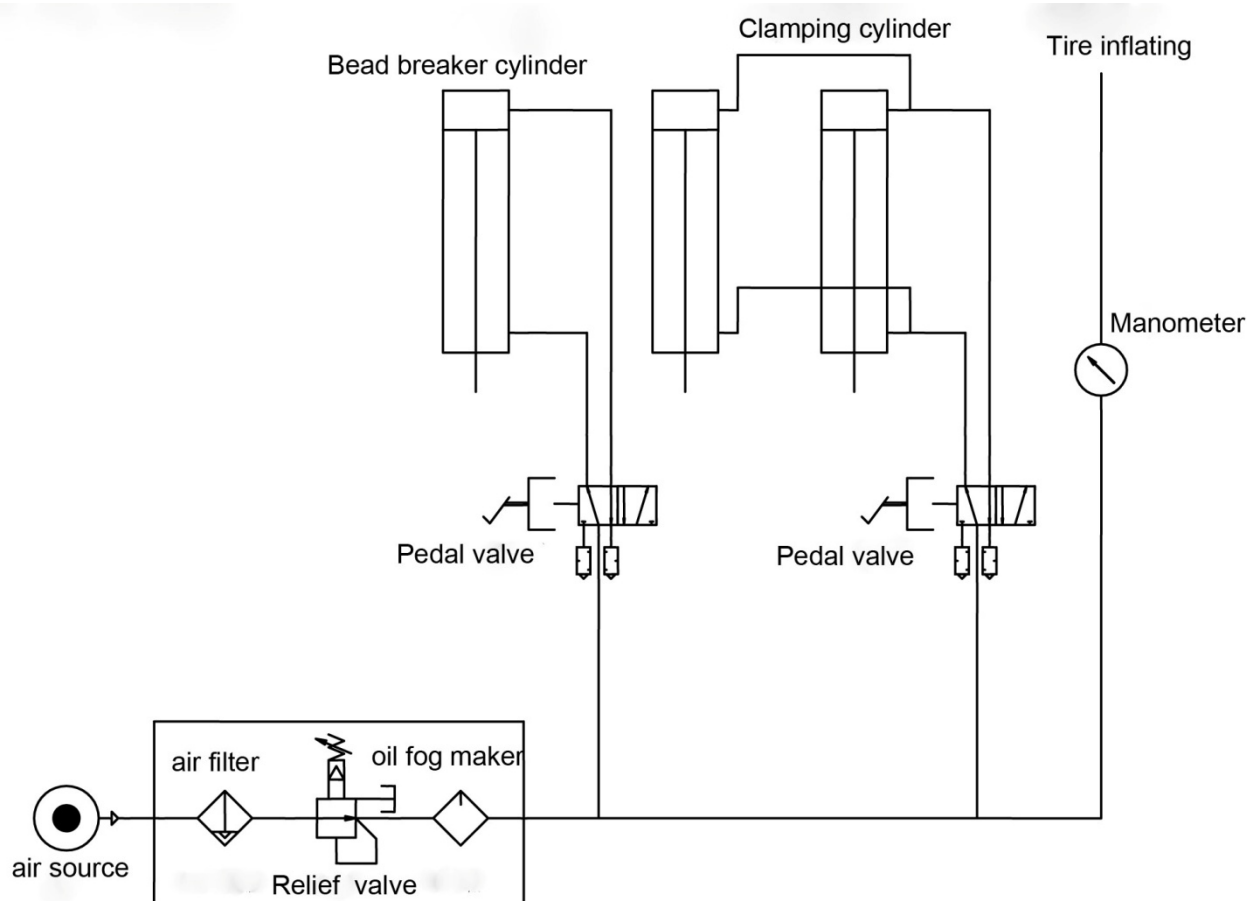 Clamping cylinder
Tire inflating
Bead breaker cylinder
Manometer
Pedal valve
Pedal valve
air filter
oil fog maker
air source
Relief valve